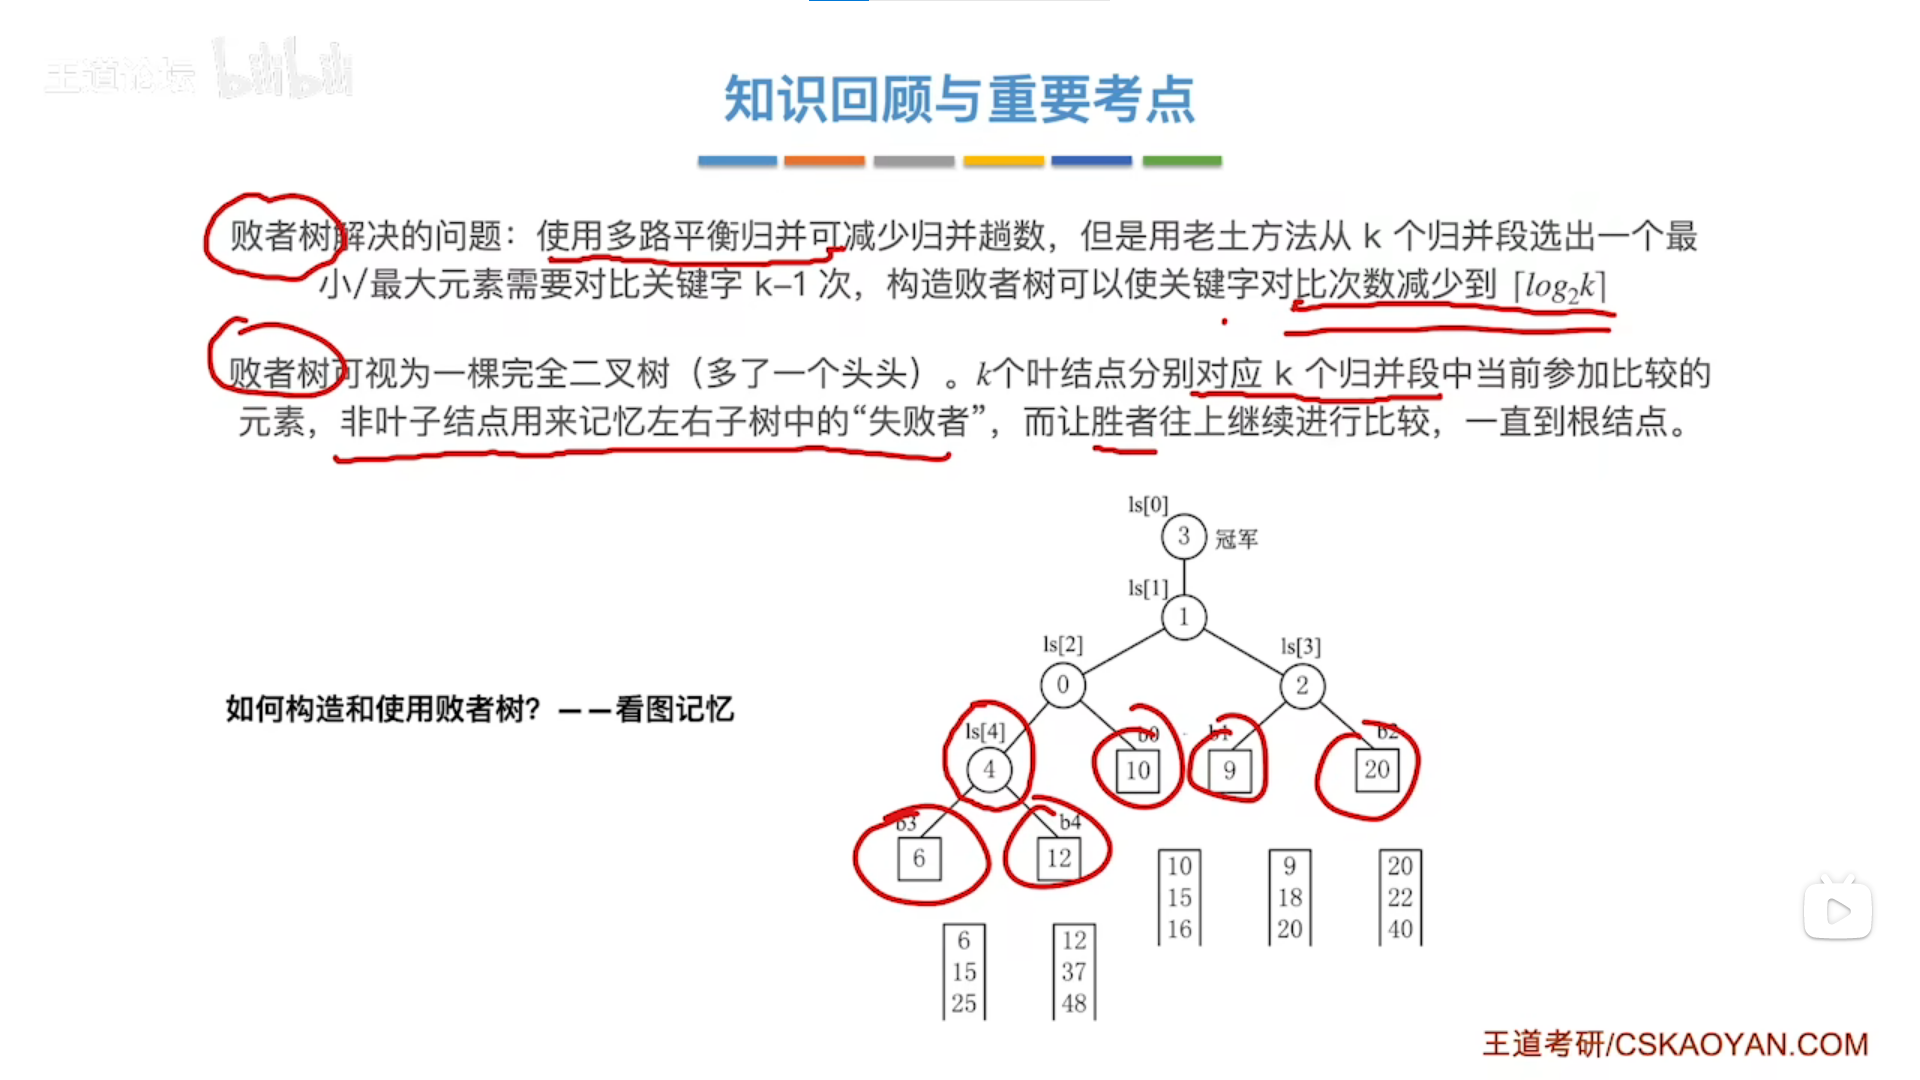 王道论坛 bilibili
知识回顾与重要考点
败者树解决的问题：使用多路平衡归并可减少归并趟数，但是用老土方法从 k 个归并段选出一个最
小/最大元素需要对比关键字 k–1 次，构造败者树可以使关键字对比次数减少到 ⌈log₂k⌉
败者树可视为一棵完全二叉树（多了一个头头）。k个叶结点分别对应 k 个归并段中当前参加比较的
元素，非叶子结点用来记忆左右子树中的“失败者”，而让胜者往上继续进行比较，一直到根结点。
ls[0]
3 冠军
ls[1]
1
ls[2] ls[3]
0 2
如何构造和使用败者树？——看图记忆
ls[4] b0 b1 b2
4 10 9 20
b3 b4
6 12
10 9 20
15 18 22
16 20 40
6 12
15 37
25 48
王道考研/CSKAOYAN.COM